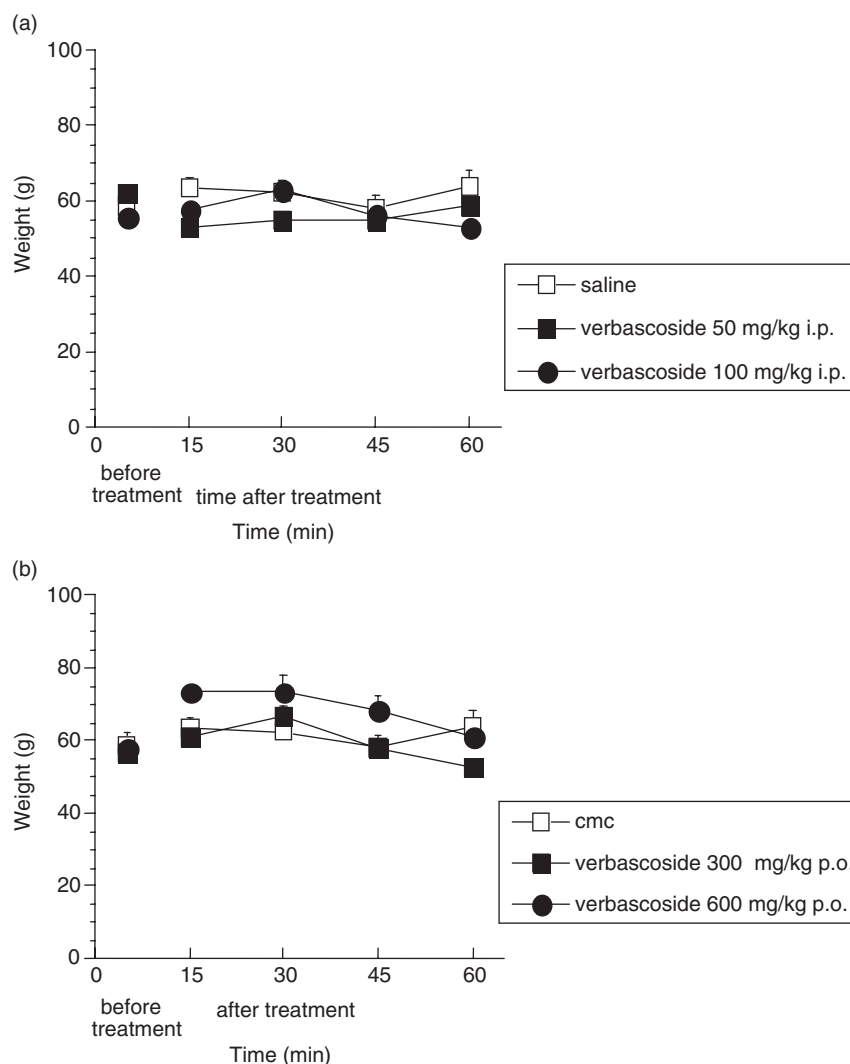 (a)
100
80
60
40
20
0
Weight (g)
0 15 30 45 60
before
treatment time after treatment
Time (min)
saline
verbascoside 50 mg/kg i.p.
verbascoside 100 mg/kg i.p.
(b)
100
80
60
40
20
0
Weight (g)
0 15 30 45 60
before after treatment
treatment
Time (min)
cmc
verbascoside 300 mg/kg p.o.
verbascoside 600 mg/kg p.o.